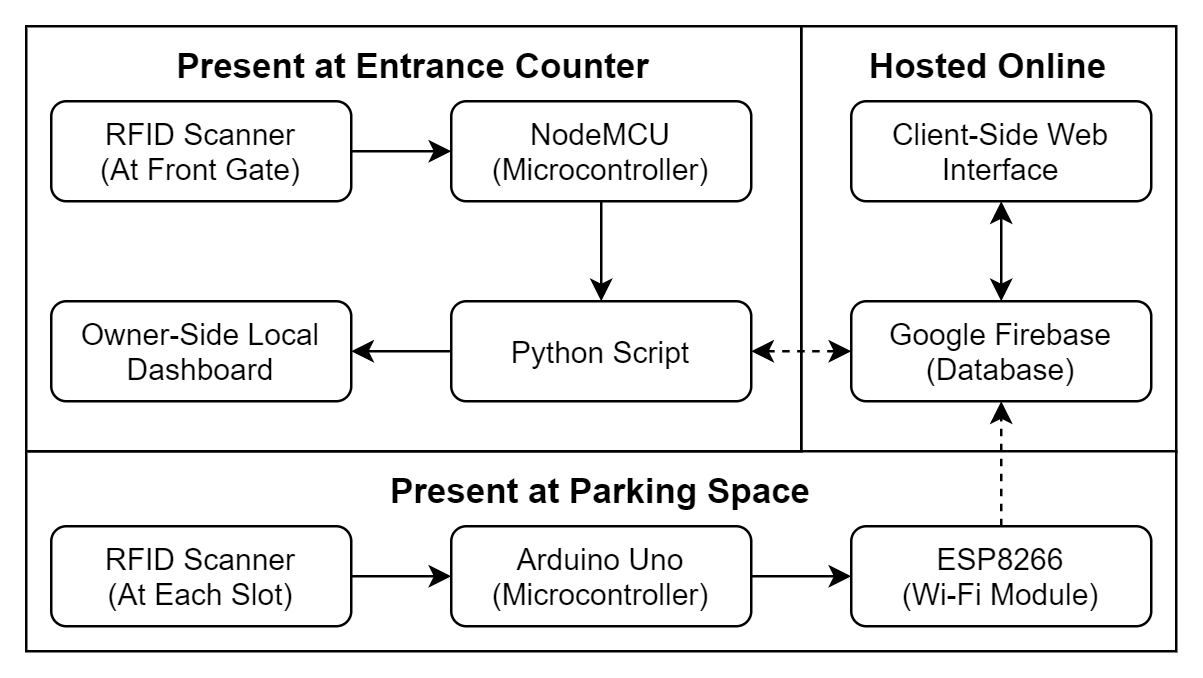 Present at Entrance Counter
RFID Scanner
(At Front Gate)
NodeMCU
(Microcontroller)
Owner-Side Local
Dashboard
Python Script
Hosted Online
Client-Side Web
Interface
Google Firebase
(Database)
Present at Parking Space
RFID Scanner
(At Each Slot)
Arduino Uno
(Microcontroller)
ESP8266
(Wi-Fi Module)